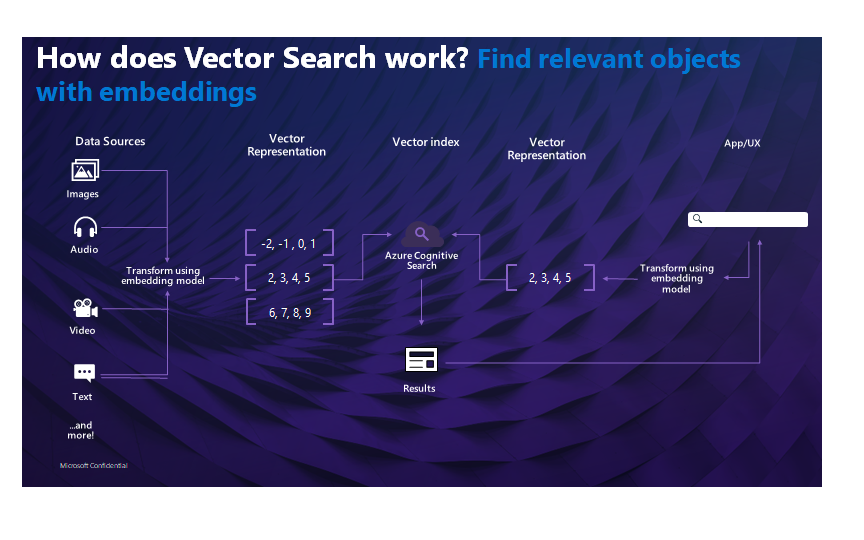 How does Vector Search work? Find relevant objects
with embeddings
Data Sources
Vector
Representation
Vector index
Vector
Representation
App/UX
Images
Audio
Transform using
embedding model
Video
Text
...and
more!
-2, -1 , 0, 1
2, 3, 4, 5
6, 7, 8, 9
Azure Cognitive
Search
Results
2, 3, 4, 5
Transform using
embedding
model
Microsoft Confidential